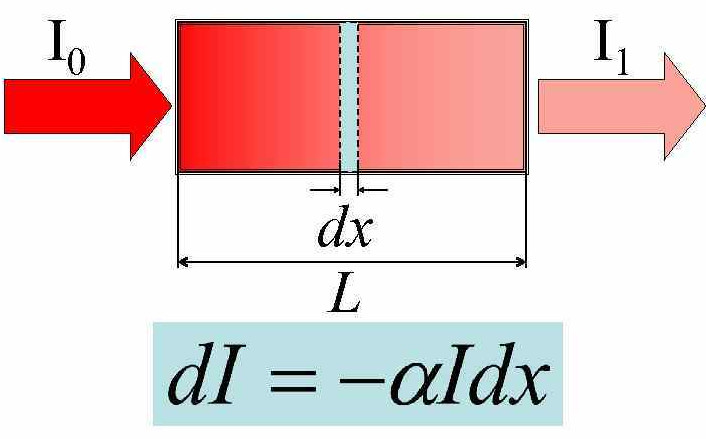 I₀ I₁
dx
L
dI = −αIdx